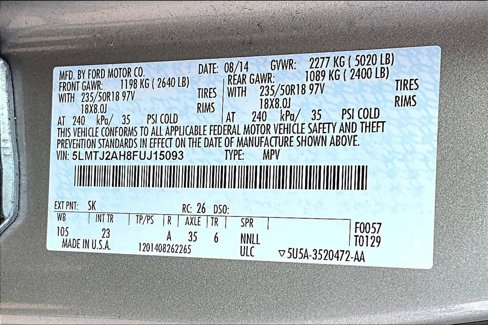 MFD. BY FORD MOTOR CO. DATE: 08/14 GVWR: 2277 KG ( 5020 LB)
FRONT GAWR: 1198 KG ( 2640 LB) REAR GAWR: 1089 KG ( 2400 LB)
WITH 235/50R18 97V TIRES WITH 235/50R18 97V TIRES
18X8.0J RIMS 18X8.0J RIMS
AT 240 kPa/ 35 PSI COLD AT 240 kPa/ 35 PSI COLD
THIS VEHICLE CONFORMS TO ALL APPLICABLE FEDERAL MOTOR VEHICLE SAFETY AND THEFT
PREVENTION STANDARDS IN EFFECT ON THE DATE OF MANUFACTURE SHOWN ABOVE.
VIN: 5LMTJ2AH8FUJ15093 TYPE: MPV
EXT PNT: SK RC: 26 DSO:
WB INT TR TP/PS R AXLE TR SPR F0057
105 23 A 35 6 NNLL T0129
MADE IN U.S.A. 1201408262265 ULC ▽ 5U5A-3520472-AA